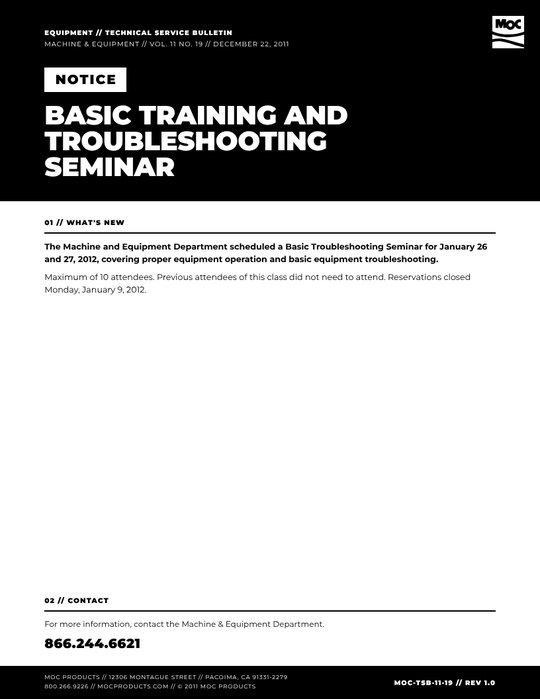 EQUIPMENT // TECHNICAL SERVICE BULLETIN
MACHINE & EQUIPMENT // VOL. 11 NO. 19 // DECEMBER 22, 2011
MOC
NOTICE
BASIC TRAINING AND
TROUBLESHOOTING
SEMINAR
01 // WHAT'S NEW
The Machine and Equipment Department scheduled a Basic Troubleshooting Seminar for January 26
and 27, 2012, covering proper equipment operation and basic equipment troubleshooting.
Maximum of 10 attendees. Previous attendees of this class did not need to attend. Reservations closed
Monday, January 9, 2012.
02 // CONTACT
For more information, contact the Machine & Equipment Department.
866.244.6621
MOC PRODUCTS // 12306 MONTAGUE STREET // PACOIMA, CA 91331-2279
800.266.9226 // MOCPRODUCTS.COM // © 2011 MOC PRODUCTS
MOC-TSB-11-19 // REV 1.0